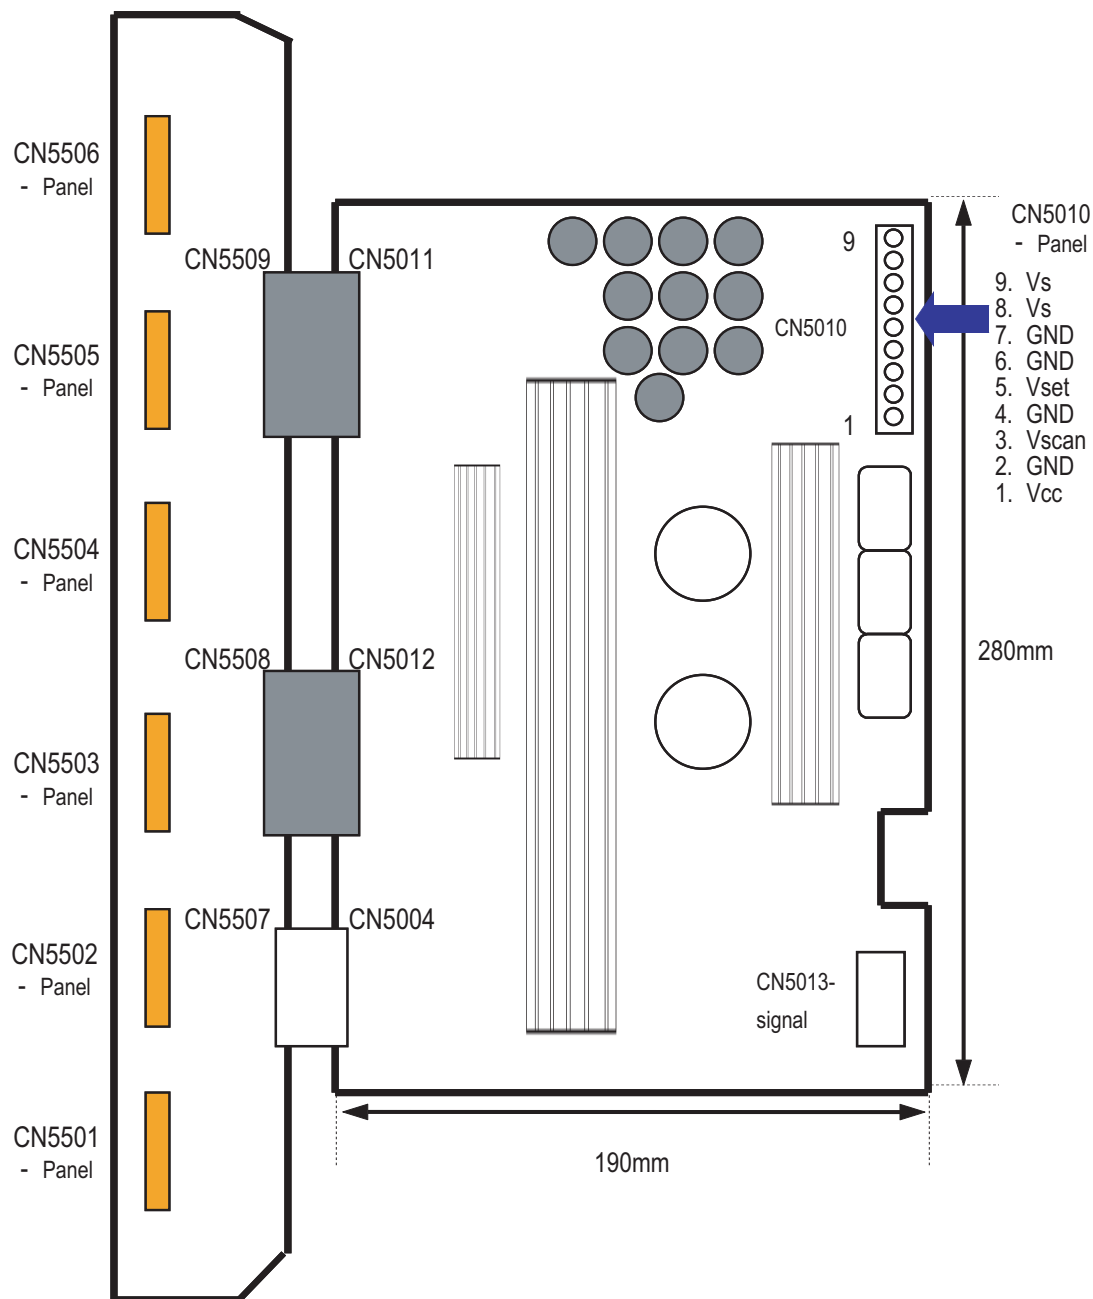 CN5506
- Panel
CN5509
CN5011
CN5505
- Panel
CN5504
- Panel
CN5508
CN5012
CN5503
- Panel
CN5507
CN5004
CN5502
- Panel
CN5501
- Panel
9
CN5010
1
CN5010
- Panel
9. Vs
8. Vs
7. GND
6. GND
5. Vset
4. GND
3. Vscan
2. GND
1. Vcc
280mm
CN5013-
signal
190mm